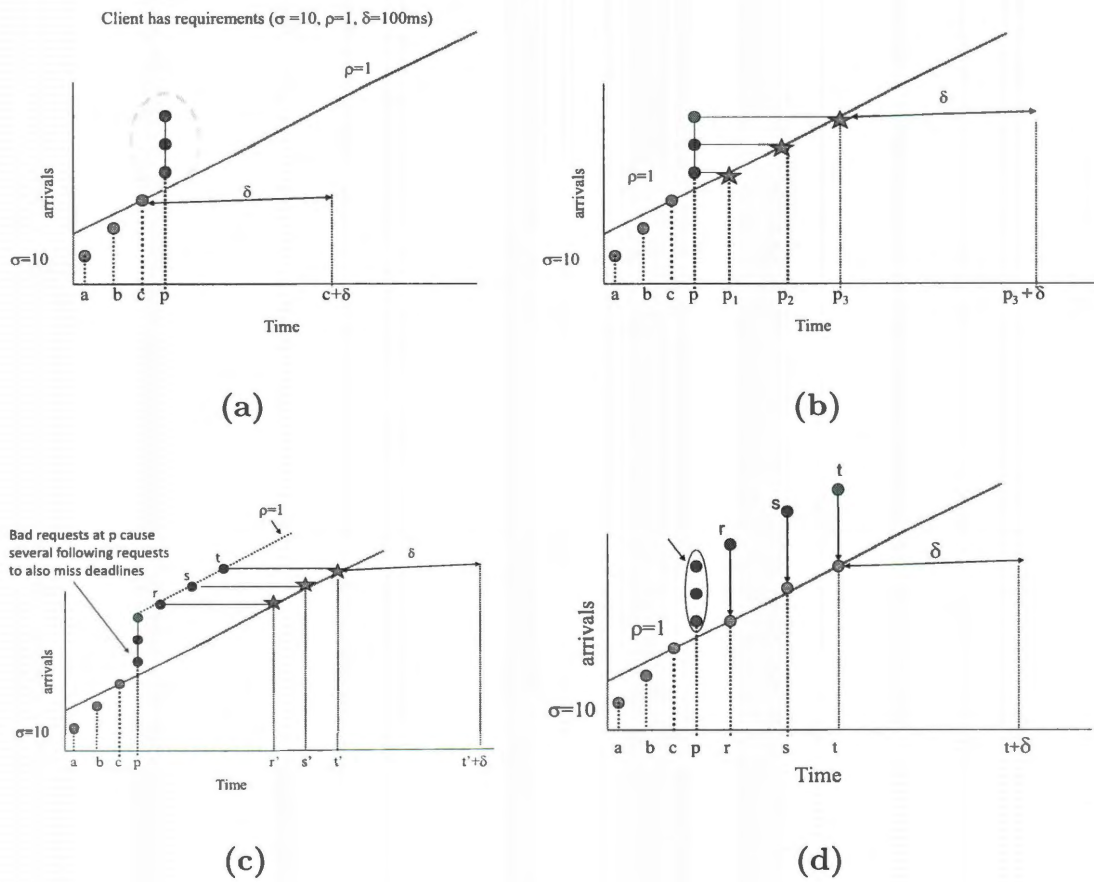 Client has requirements (σ =10, ρ=1, δ=100ms)
ρ=1
arrivals
δ
σ=10
a b c p c+δ
Time
(a)
δ
ρ=1
arrivals
σ=10
a b c p p₁ p₂ p₃ p₃+δ
Time
(b)
Bad requests at p cause
several following requests
to also miss deadlines
ρ=1
t
s
r
δ
arrivals
σ=10
a b c p r' s' t' t'+δ
Time
(c)
t
s
r
δ
ρ=1
arrivals
σ=10
a b c p r s t t+δ
Time
(d)